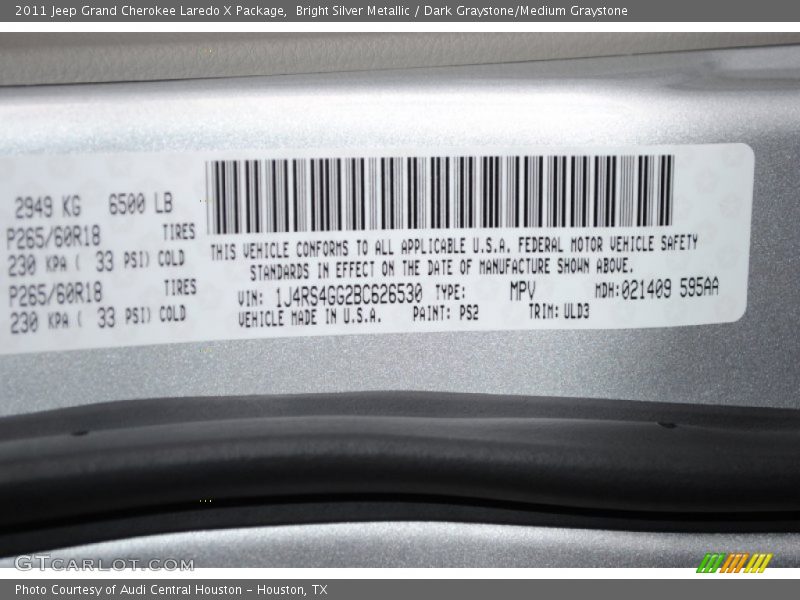 2011 Jeep Grand Cherokee Laredo X Package,  Bright Silver Metallic / Dark Graystone/Medium Graystone
2949 KG 6500 LB
P265/60R18 TIRES
230 KPA ( 33 PSI) COLD
P265/60R18 TIRES
230 KPA ( 33 PSI) COLD
THIS VEHICLE CONFORMS TO ALL APPLICABLE U.S.A. FEDERAL MOTOR VEHICLE SAFETY
STANDARDS IN EFFECT ON THE DATE OF MANUFACTURE SHOWN ABOVE.
VIN: 1J4RS4GG2BC626530 TYPE: MPV MDH:021409 595AA
VEHICLE MADE IN U.S.A. PAINT: PS2 TRIM: ULD3
GTcarlot.com
Photo Courtesy of Audi Central Houston - Houston, TX